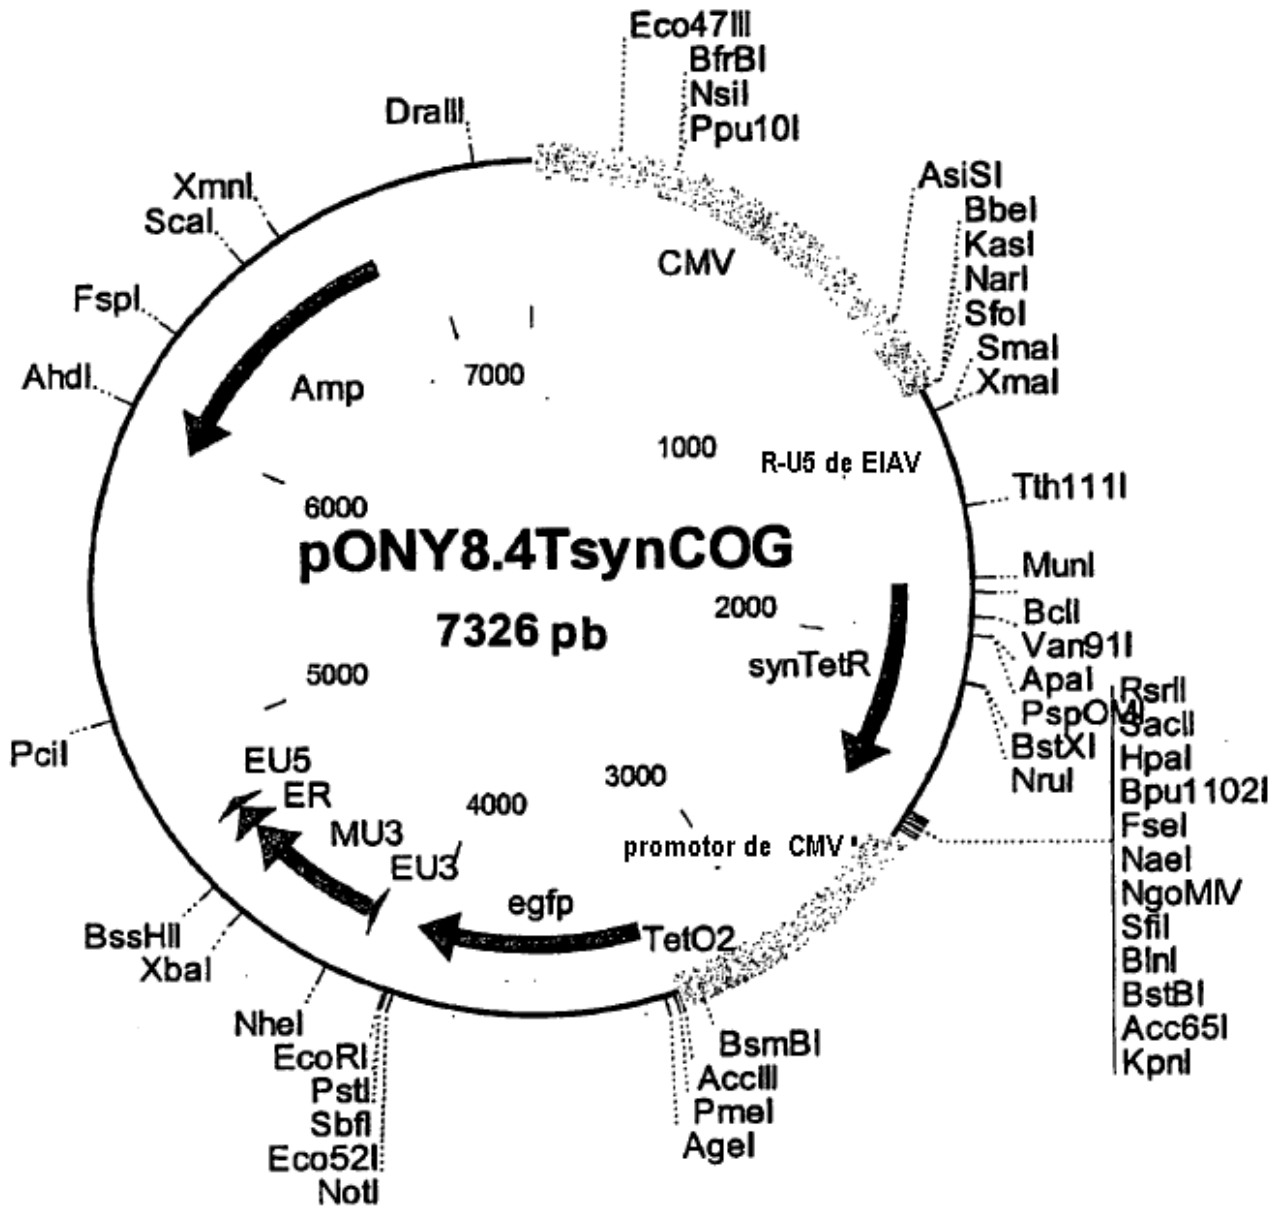 Eco47III
BfrBI
NsiI
Ppu10I
DraIII
XmnI
ScaI
FspI
AhdI
AsiSI
BbeI
KasI
NarI
SfoI
SmaI
XmaI
CMV
Amp
7000
1000
R-U5 de EIAV
6000
Tth111I
pONY8.4TsynCOG
7326 pb
MunI
BclI
Van91I
ApaI
PspOMI
BstXI
NruI
2000
synTetR
RsrII
SacII
HpaI
Bpu1102I
FseI
NaeI
NgoMIV
SfiI
BlnI
BstBI
Acc65I
KpnI
5000
PciI
EU5
ER
MU3
EU3
4000
3000
promotor de CMV
egfp
TetO2
BssHII
XbaI
NheI
EcoRI
PstI
SbfI
Eco52I
NotI
BsmBI
AccIII
PmeI
AgeI